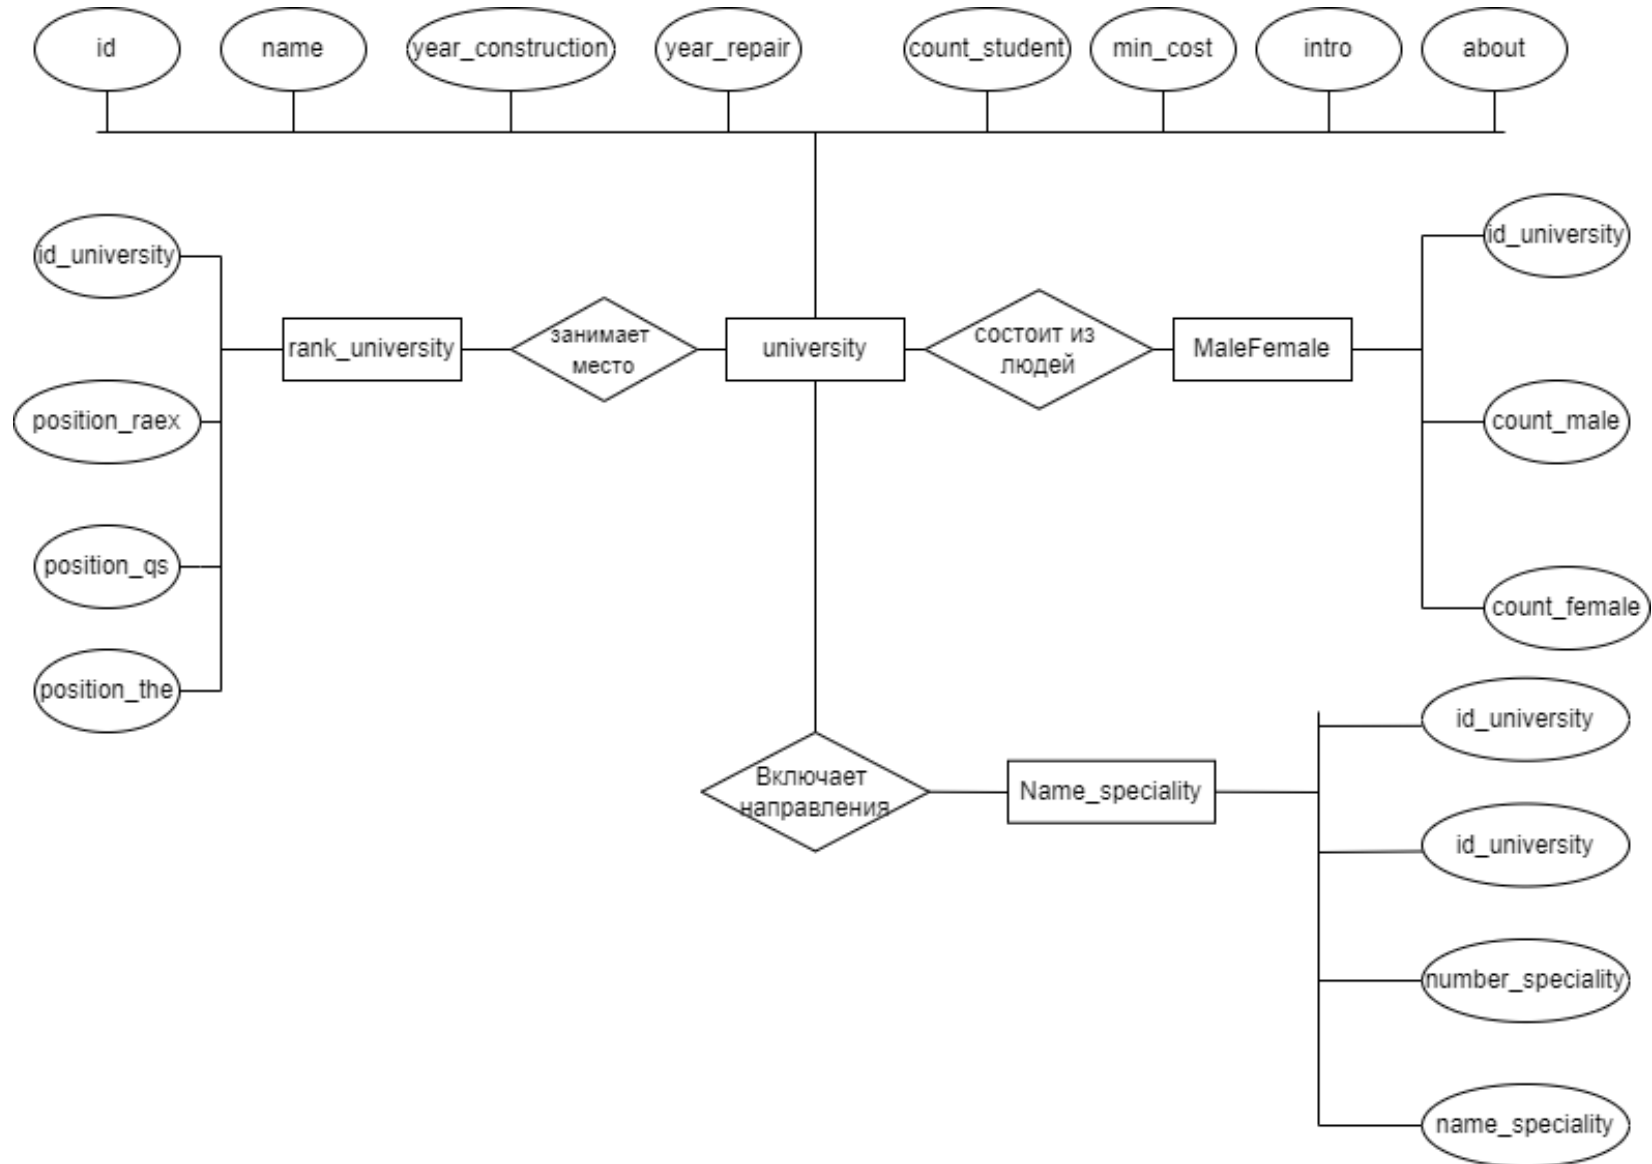 id
name
year_construction
year_repair
count_student
min_cost
intro
about
id_university
id_university
rank_university
занимает
место
university
состоит из
людей
MaleFemale
position_raex
count_male
position_qs
count_female
position_the
id_university
Включает
направления
Name_speciality
id_university
number_speciality
name_speciality